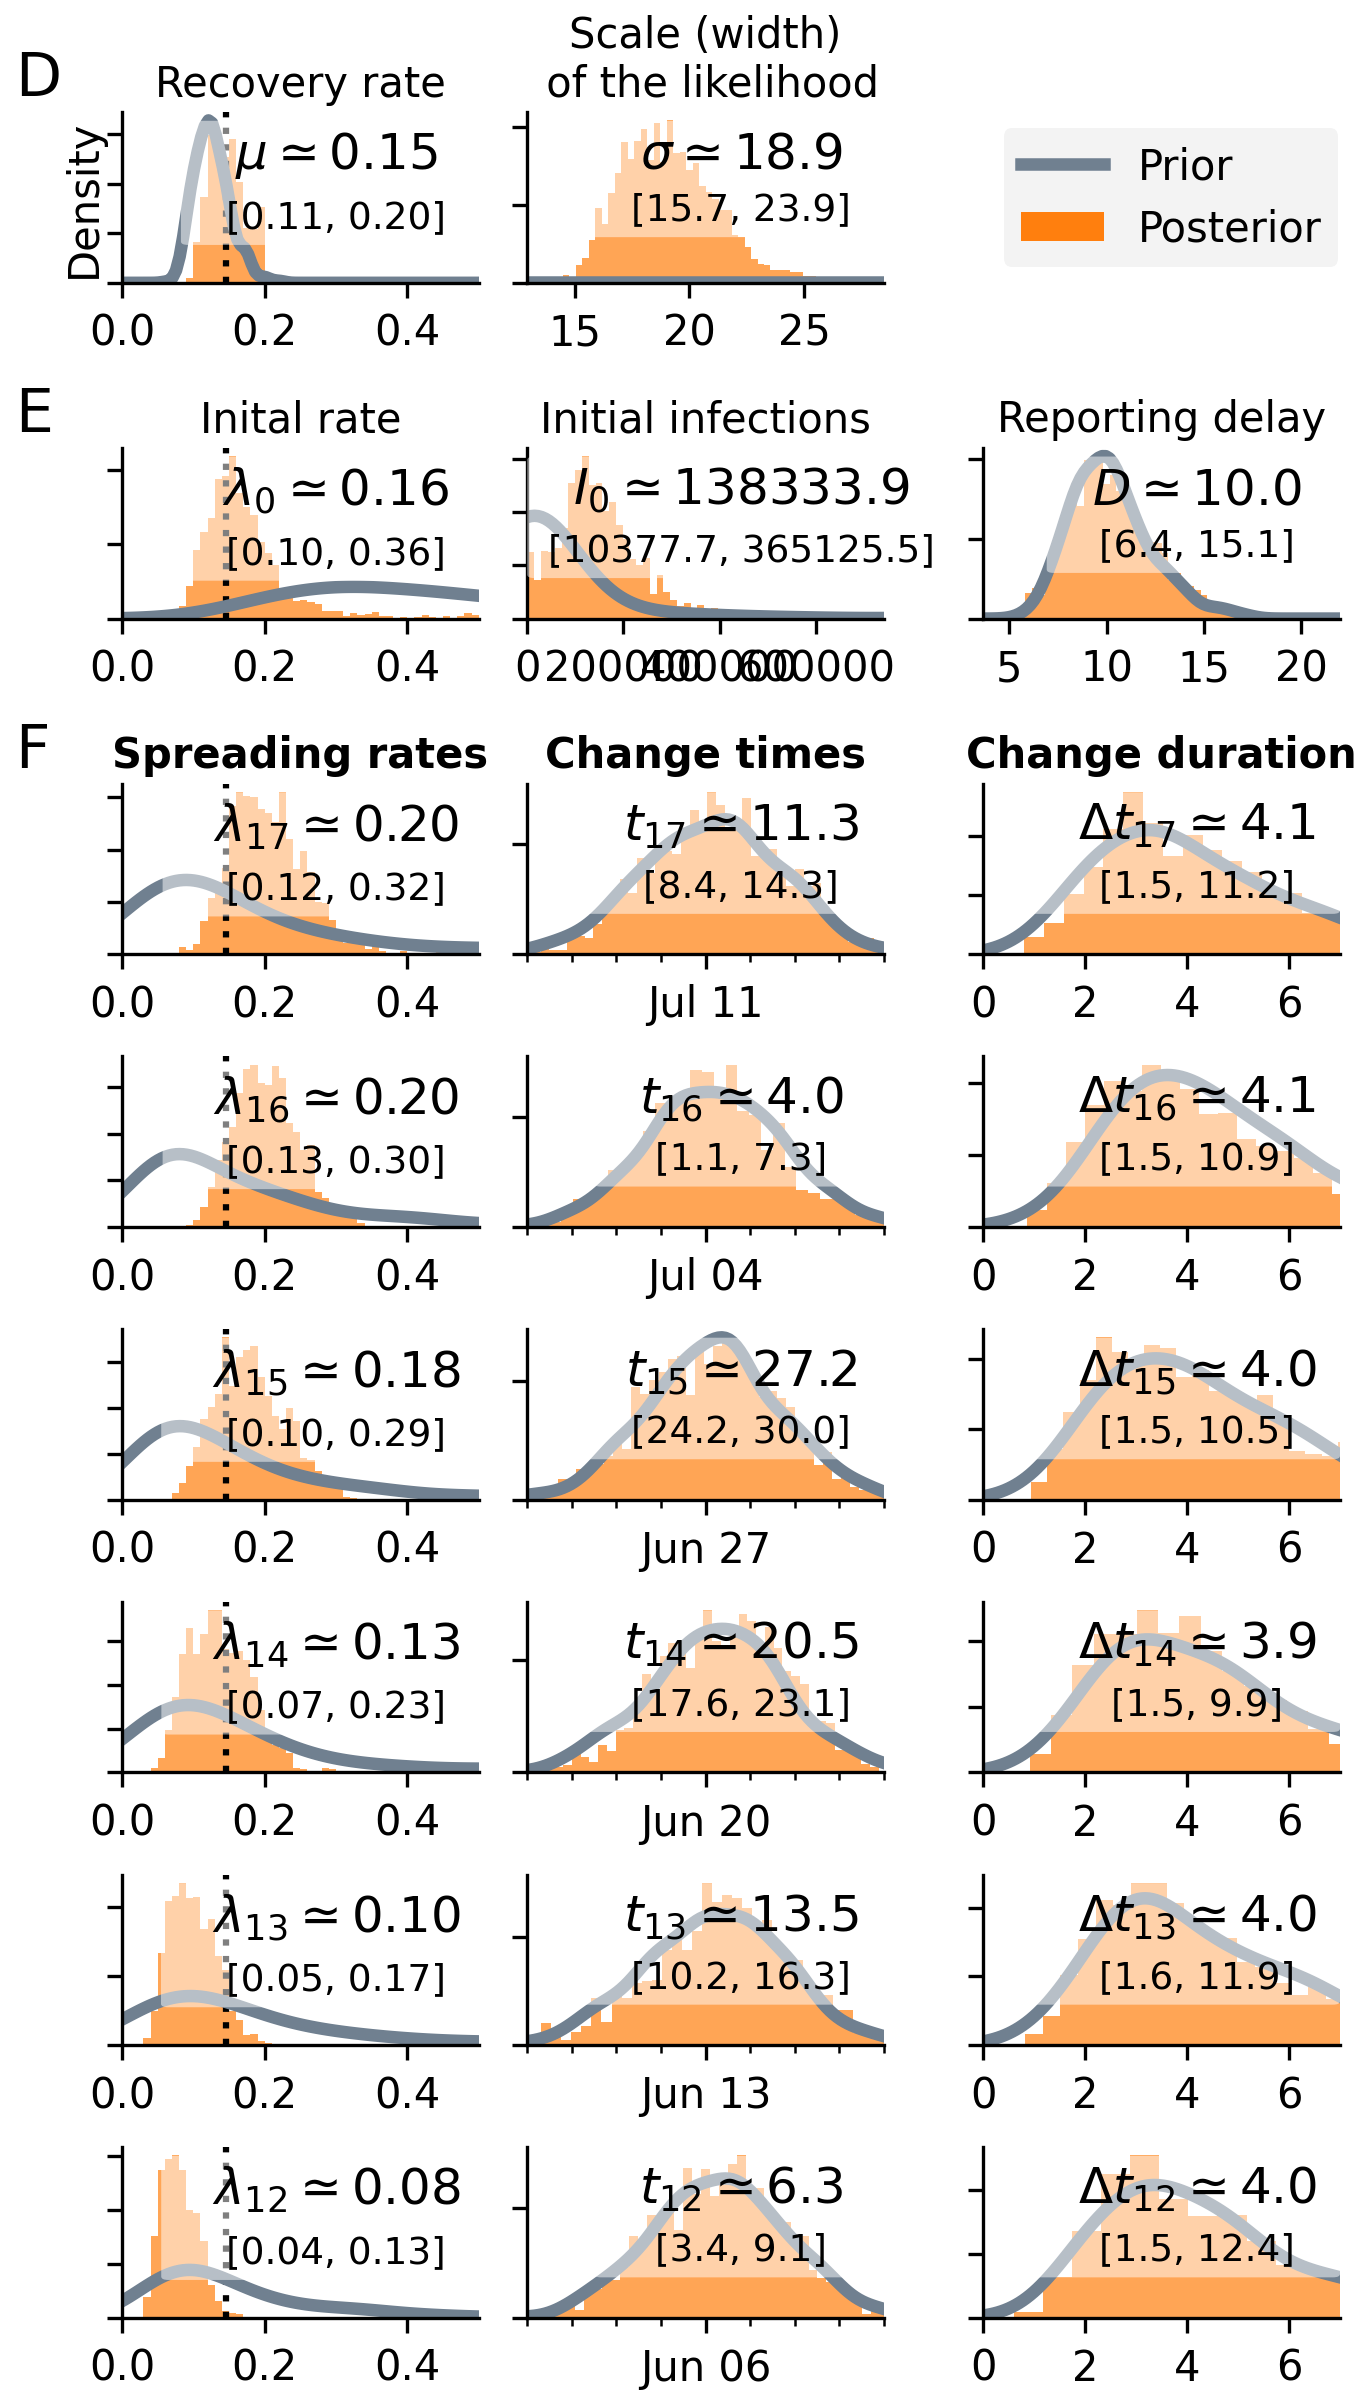 D
Recovery rate
Scale (width)
of the likelihood
Density
μ ≃ 0.15
[0.11, 0.20]
0.0 0.2 0.4
σ ≃ 18.9
[15.7, 23.9]
15 20 25
Prior
Posterior
E
Inital rate
λ0 ≃ 0.16
[0.10, 0.36]
0.0 0.2 0.4
Initial infections
I0 ≃ 138333.9
[10377.7, 365125.5]
0 200000 400000 600000
Reporting delay
D ≃ 10.0
[6.4, 15.1]
5 10 15 20
F
Spreading rates
Change times
Change duration
λ17 ≃ 0.20
[0.12, 0.32]
0.0 0.2 0.4
t17 ≃ 11.3
[8.4, 14.3]
Jul 11
Δt17 ≃ 4.1
[1.5, 11.2]
0 2 4 6
λ16 ≃ 0.20
[0.13, 0.30]
0.0 0.2 0.4
t16 ≃ 4.0
[1.1, 7.3]
Jul 04
Δt16 ≃ 4.1
[1.5, 10.9]
0 2 4 6
λ15 ≃ 0.18
[0.10, 0.29]
0.0 0.2 0.4
t15 ≃ 27.2
[24.2, 30.0]
Jun 27
Δt15 ≃ 4.0
[1.5, 10.5]
0 2 4 6
λ14 ≃ 0.13
[0.07, 0.23]
0.0 0.2 0.4
t14 ≃ 20.5
[17.6, 23.1]
Jun 20
Δt14 ≃ 3.9
[1.5, 9.9]
0 2 4 6
λ13 ≃ 0.10
[0.05, 0.17]
0.0 0.2 0.4
t13 ≃ 13.5
[10.2, 16.3]
Jun 13
Δt13 ≃ 4.0
[1.6, 11.9]
0 2 4 6
λ12 ≃ 0.08
[0.04, 0.13]
0.0 0.2 0.4
t12 ≃ 6.3
[3.4, 9.1]
Jun 06
Δt12 ≃ 4.0
[1.5, 12.4]
0 2 4 6